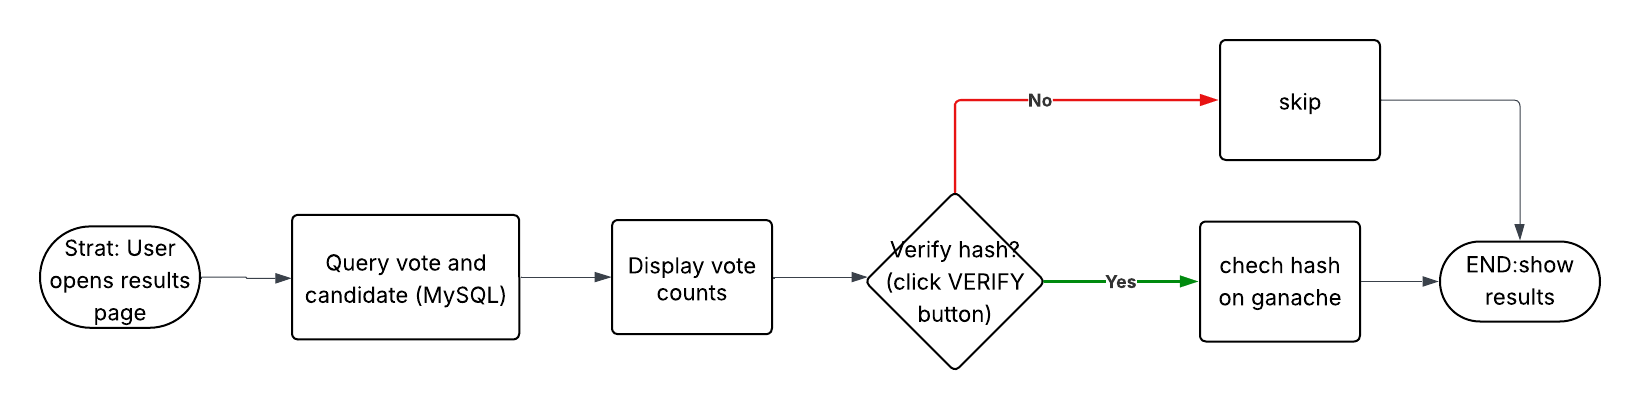 Strat: User
opens results
page
Query vote and
candidate (MySQL)
Display vote
counts
Verify hash?
(click VERIFY
button)
No
skip
Yes
chech hash
on ganache
END:show
results